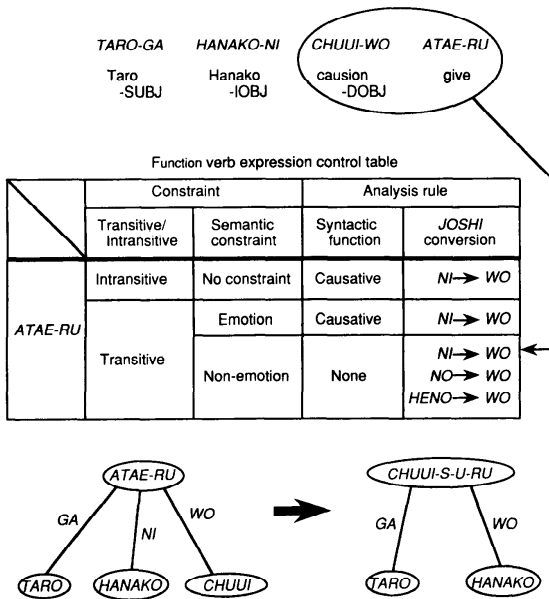 TARO-GA HANAKO-NI CHUUI-WO ATAE-RU
Taro Hanako causion give
-SUBJ -IOBJ -DOBJ
Function verb expression control table
Constraint Analysis rule
Transitive/ Semantic Syntactic JOSHI
Intransitive constraint function conversion
Intransitive No constraint Causative NI→ WO
ATAE-RU
Emotion Causative NI→ WO
Transitive
Non-emotion None
NI→ WO
NO→ WO
HENO→ WO
ATAE-RU
GA NI WO
TARO HANAKO CHUUI
CHUUI-S-U-RU
GA WO
TARO HANAKO